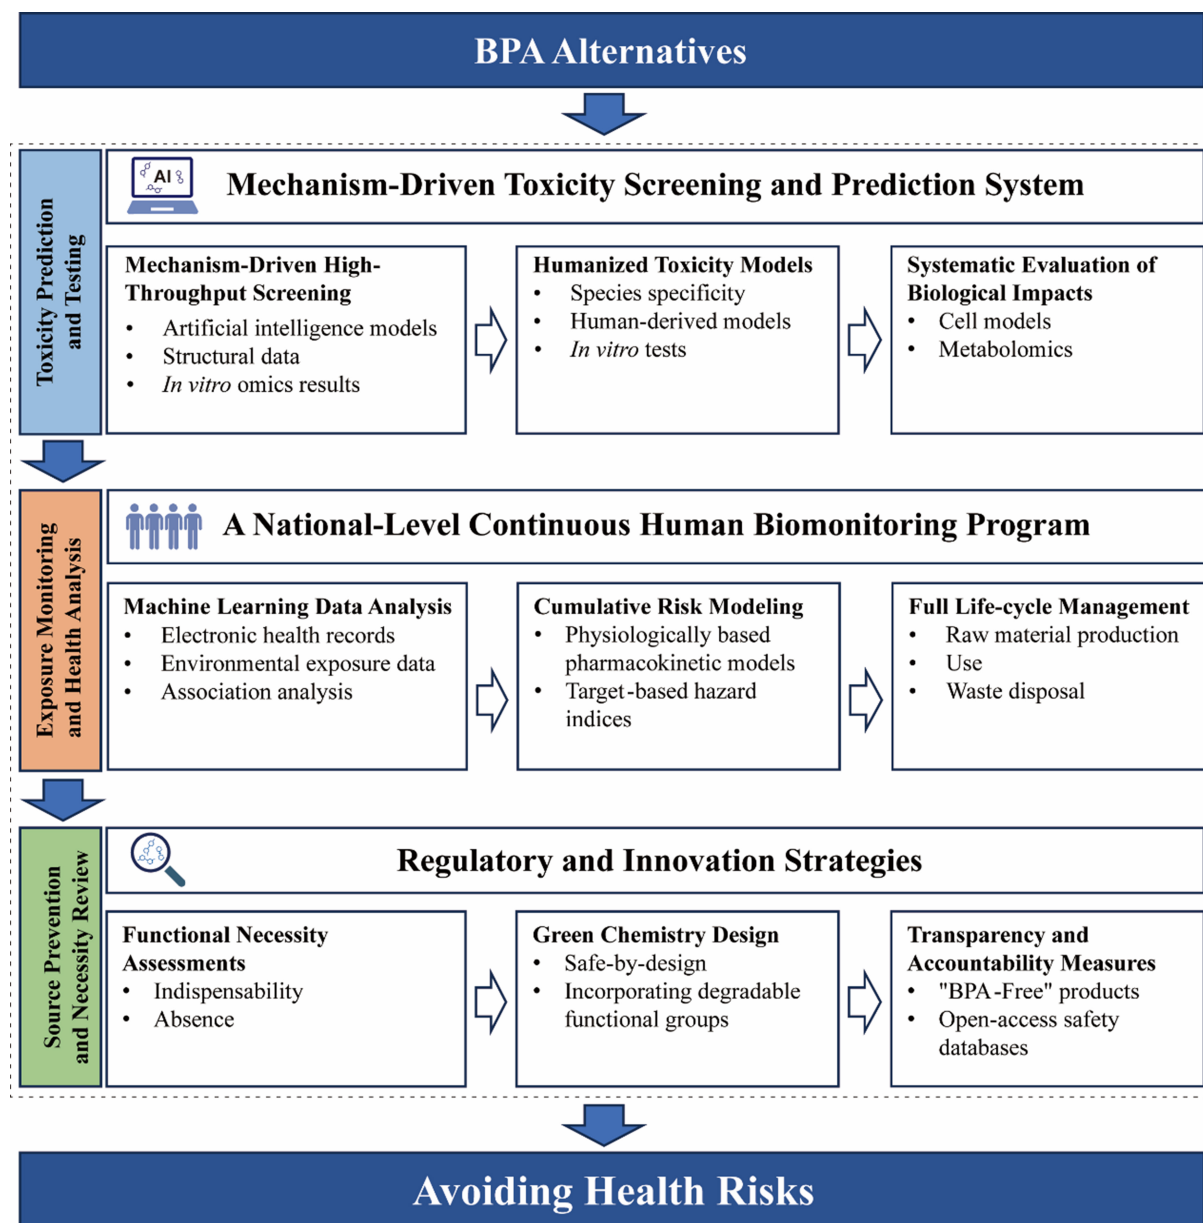 BPA Alternatives
Toxicity Prediction
and Testing
AI
Mechanism-Driven Toxicity Screening and Prediction System
Mechanism-Driven High-
Throughput Screening
• Artificial intelligence models
• Structural data
• In vitro omics results
Humanized Toxicity Models
• Species specificity
• Human-derived models
• In vitro tests
Systematic Evaluation of
Biological Impacts
• Cell models
• Metabolomics
Exposure Monitoring
and Health Analysis
A National-Level Continuous Human Biomonitoring Program
Machine Learning Data Analysis
• Electronic health records
• Environmental exposure data
• Association analysis
Cumulative Risk Modeling
• Physiologically based
pharmacokinetic models
• Target-based hazard
indices
Full Life-cycle Management
• Raw material production
• Use
• Waste disposal
Source Prevention
and Necessity Review
Regulatory and Innovation Strategies
Functional Necessity
Assessments
• Indispensability
• Absence
Green Chemistry Design
• Safe-by-design
• Incorporating degradable
functional groups
Transparency and
Accountability Measures
• "BPA-Free" products
• Open-access safety
databases
Avoiding Health Risks